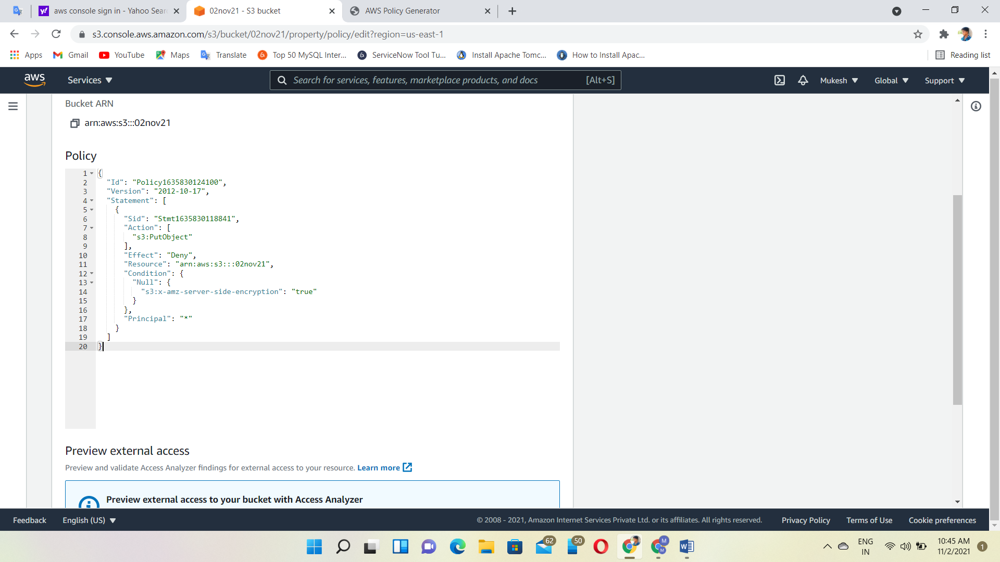 aws console sign in - Yahoo Sear
02nov21 - S3 bucket
AWS Policy Generator
s3.console.aws.amazon.com/s3/bucket/02nov21/property/policy/edit?region=us-east-1
Apps
Gmail
YouTube
Maps
Translate
Top 50 MySQL Inter...
ServiceNow Tool Tu...
Install Apache Tomc...
How to Install Apac...
Reading list
aws
Services
Search for services, features, marketplace products, and docs
[Alt+S]
Mukesh
Global
Support
Bucket ARN
arn:aws:s3:::02nov21
Policy
1 {
2 "Id": "Policy1635830124100",
3 "Version": "2012-10-17",
4 "Statement": [
5 {
6 "Sid": "Stmt1635830118841",
7 "Action": [
8 "s3:PutObject"
9 ],
10 "Effect": "Deny",
11 "Resource": "arn:aws:s3:::02nov21",
12 "Condition": {
13 "Null": {
14 "s3:x-amz-server-side-encryption": "true"
15 }
16 },
17 "Principal": "*"
18 }
19 ]
20 }
Preview external access
Preview and validate Access Analyzer findings for external access to your resource. Learn more
Preview external access to your bucket with Access Analyzer
Feedback
English (US)
© 2008 - 2021, Amazon Internet Services Private Ltd. or its affiliates. All rights reserved.
Privacy Policy
Terms of Use
Cookie preferences
62
50
M
M
ENG
IN
10:45 AM
11/2/2021
1